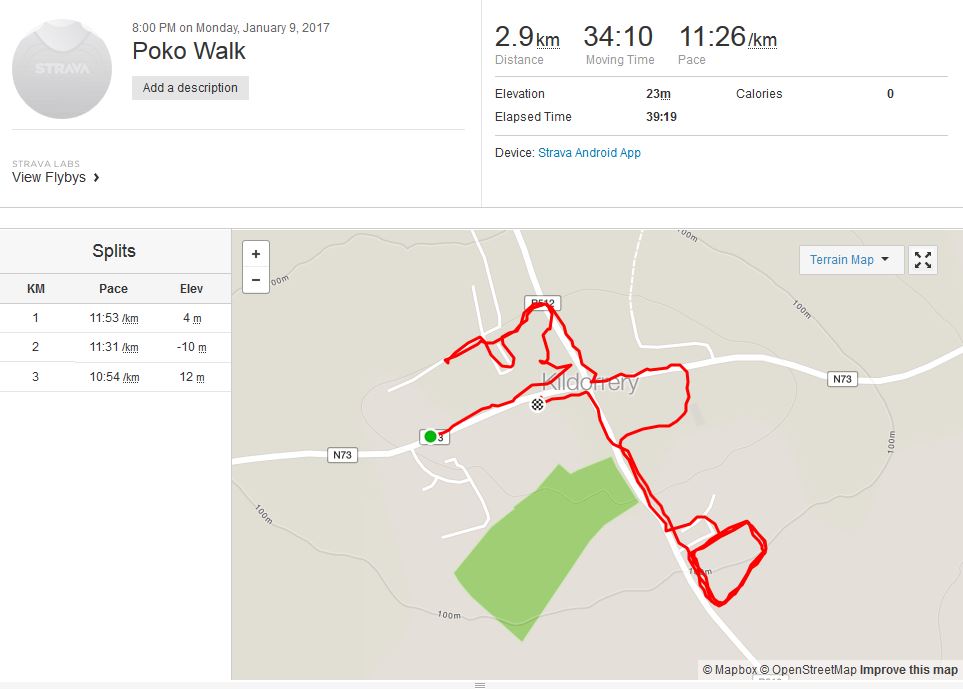 STRAVA
8:00 PM on Monday, January 9, 2017
Poko Walk
Add a description
STRAVA LABS
View Flybys
2.9km 34:10 11:26/km
Distance Moving Time Pace
Elevation 23m Calories 0
Elapsed Time 39:19
Device: Strava Android App
Splits
KM Pace Elev
1 11:53 /km 4 m
2 11:31 /km -10 m
3 10:54 /km 12 m
+
−
Terrain Map
100m
100m
Kildorrery
N73
N73
100m
100m
100m
100m
© Mapbox © OpenStreetMap Improve this map